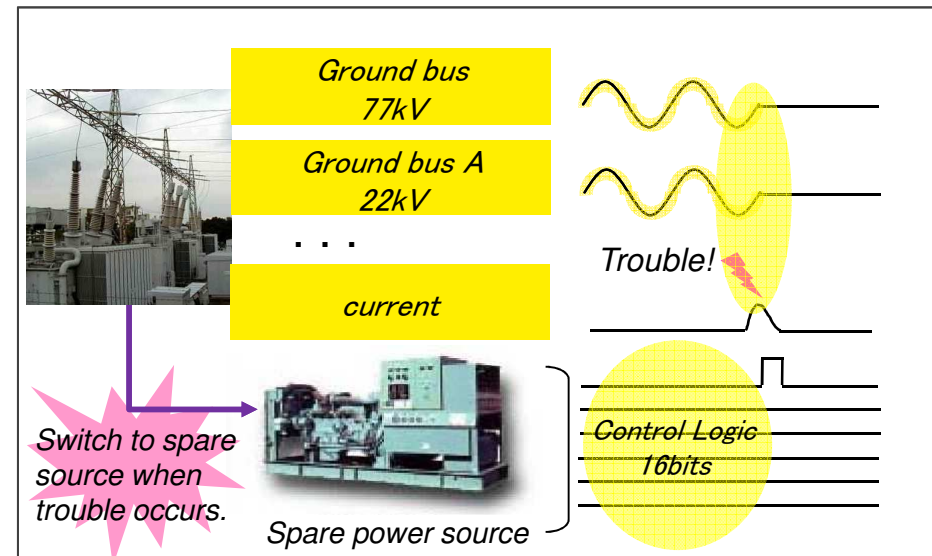 Ground bus
77kV
Ground bus A
22kV
. . .
Trouble!
current
Control Logic
16bits
Switch to spare
source when
trouble occurs.
Spare power source